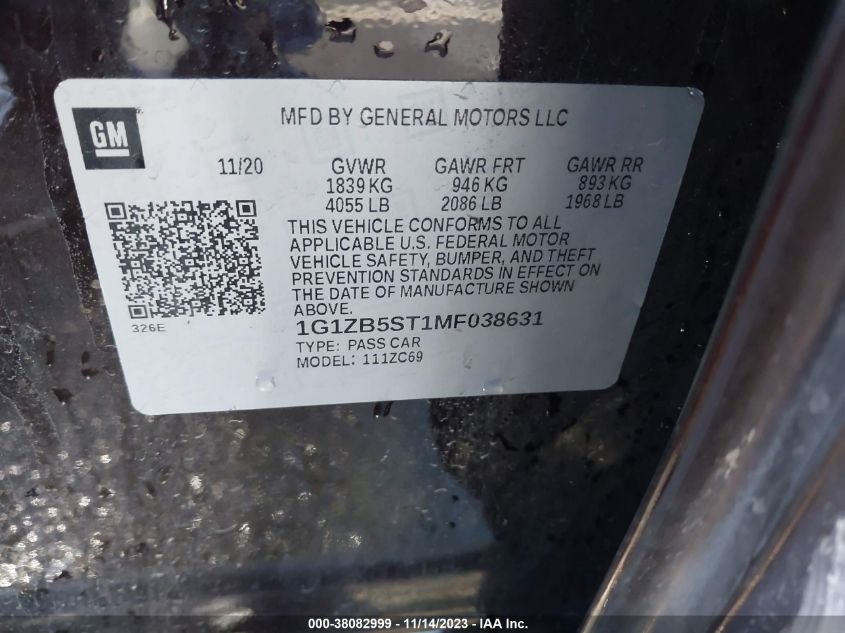 GM
MFD BY GENERAL MOTORS LLC
11/20 GVWR GAWR FRT GAWR RR
1839 KG 946 KG 893 KG
4055 LB 2086 LB 1968 LB
THIS VEHICLE CONFORMS TO ALL
APPLICABLE U.S. FEDERAL MOTOR
VEHICLE SAFETY, BUMPER, AND THEFT
PREVENTION STANDARDS IN EFFECT ON
THE DATE OF MANUFACTURE SHOWN
ABOVE.
326E
1G1ZB5ST1MF038631
TYPE: PASS CAR
MODEL: 111ZC69
000-38082999 - 11/14/2023 - IAA Inc.